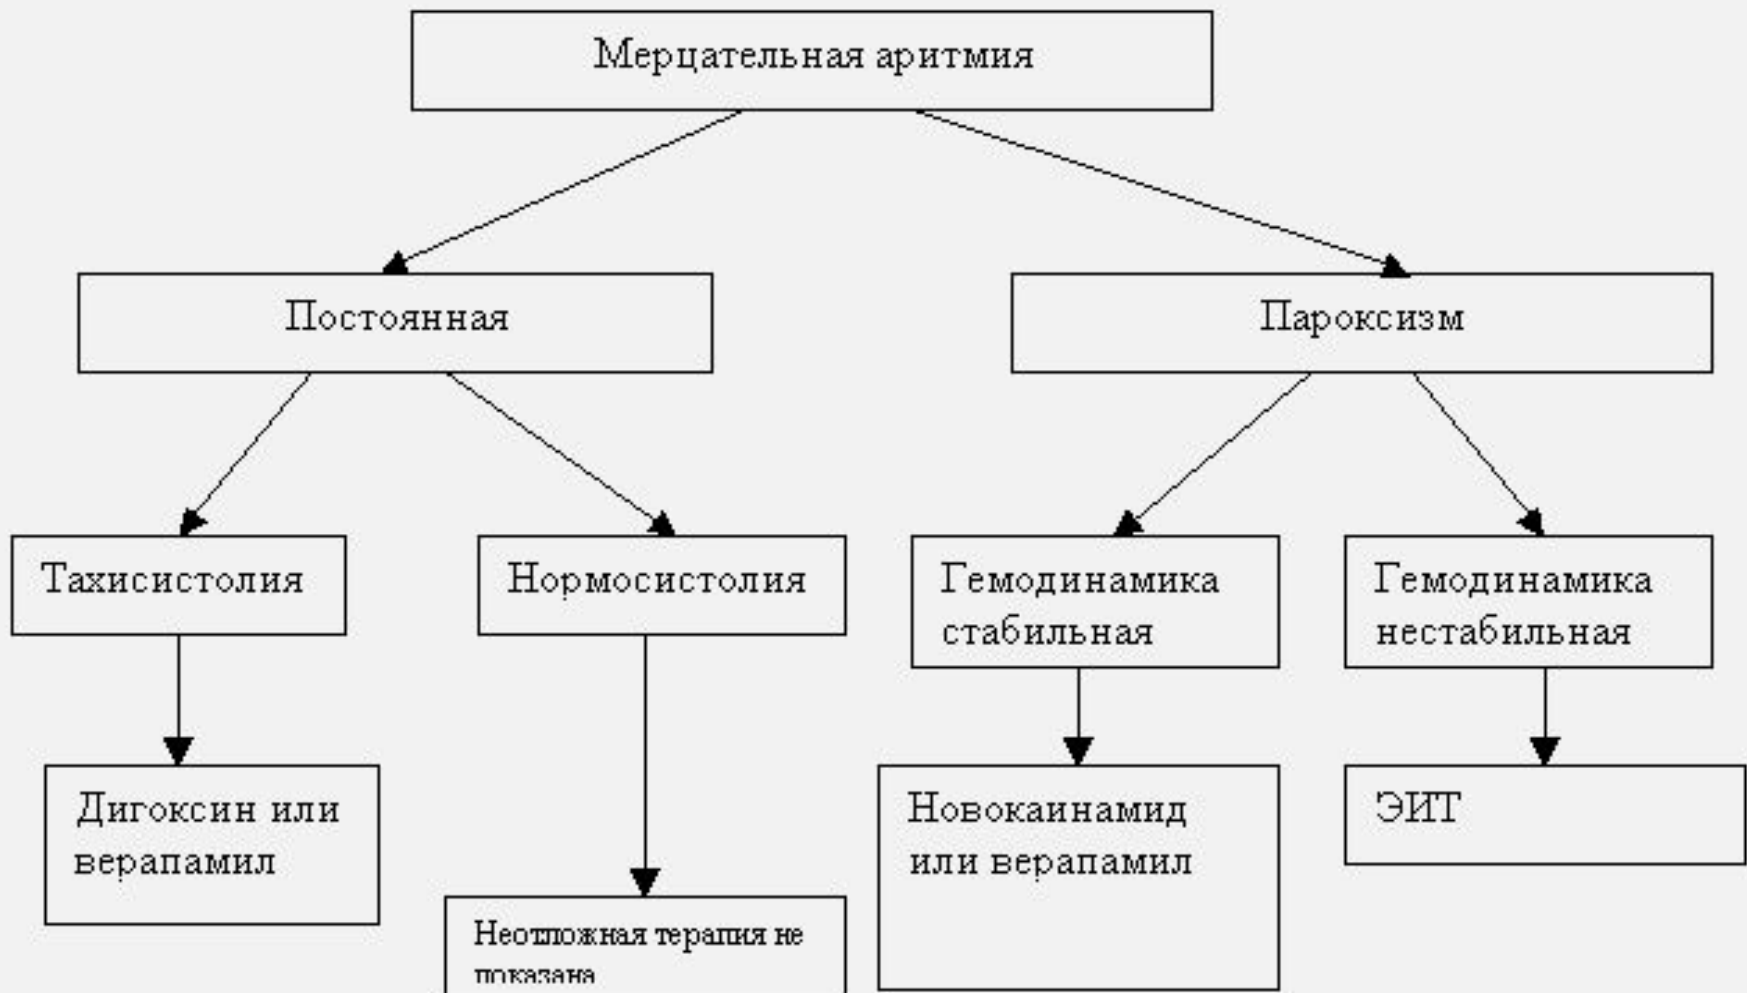 Мерцательная аритмия
Постоянная
Пароксизм
Тахисистолия
Нормосистолия
Гемодинамика
стабильная
Гемодинамика
нестабильная
Дигоксин или
верапамил
Неотложная терапия не
показана
Новокаинамид
или верапамил
ЭИТ